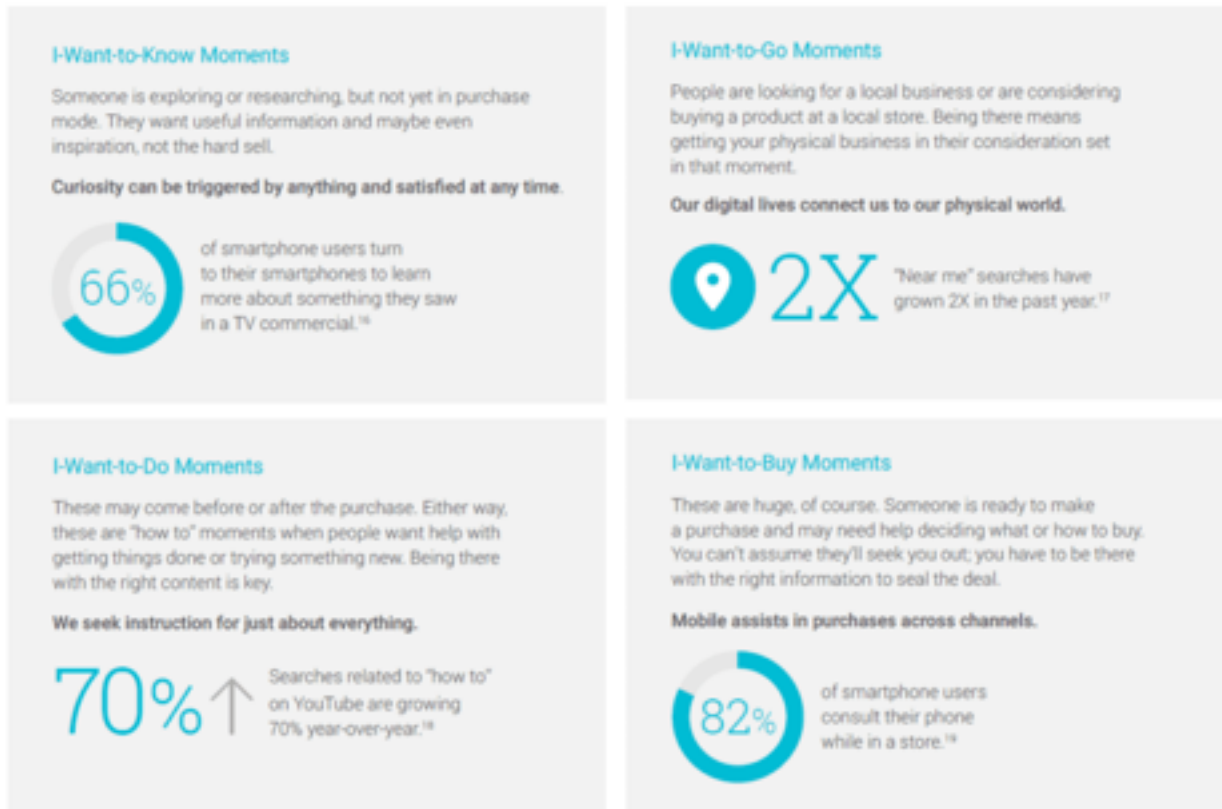 I-Want-to-Know Moments
Someone is exploring or researching, but not yet in purchase
mode. They want useful information and maybe even
inspiration, not the hard sell.
Curiosity can be triggered by anything and satisfied at any time.
66%
of smartphone users turn
to their smartphones to learn
more about something they saw
in a TV commercial.16
I-Want-to-Go Moments
People are looking for a local business or are considering
buying a product at a local store. Being there means
getting your physical business in their consideration set
in that moment.
Our digital lives connect us to our physical world.
2X
"Near me" searches have
grown 2X in the past year.17
I-Want-to-Do Moments
These may come before or after the purchase. Either way,
these are "how to" moments when people want help with
getting things done or trying something new. Being there
with the right content is key.
We seek instruction for just about everything.
70%
Searches related to "how to"
on YouTube are growing
70% year-over-year.18
I-Want-to-Buy Moments
These are huge, of course. Someone is ready to make
a purchase and may need help deciding what or how to buy.
You can't assume they'll seek you out; you have to be there
with the right information to seal the deal.
Mobile assists in purchases across channels.
82%
of smartphone users
consult their phone
while in a store.19